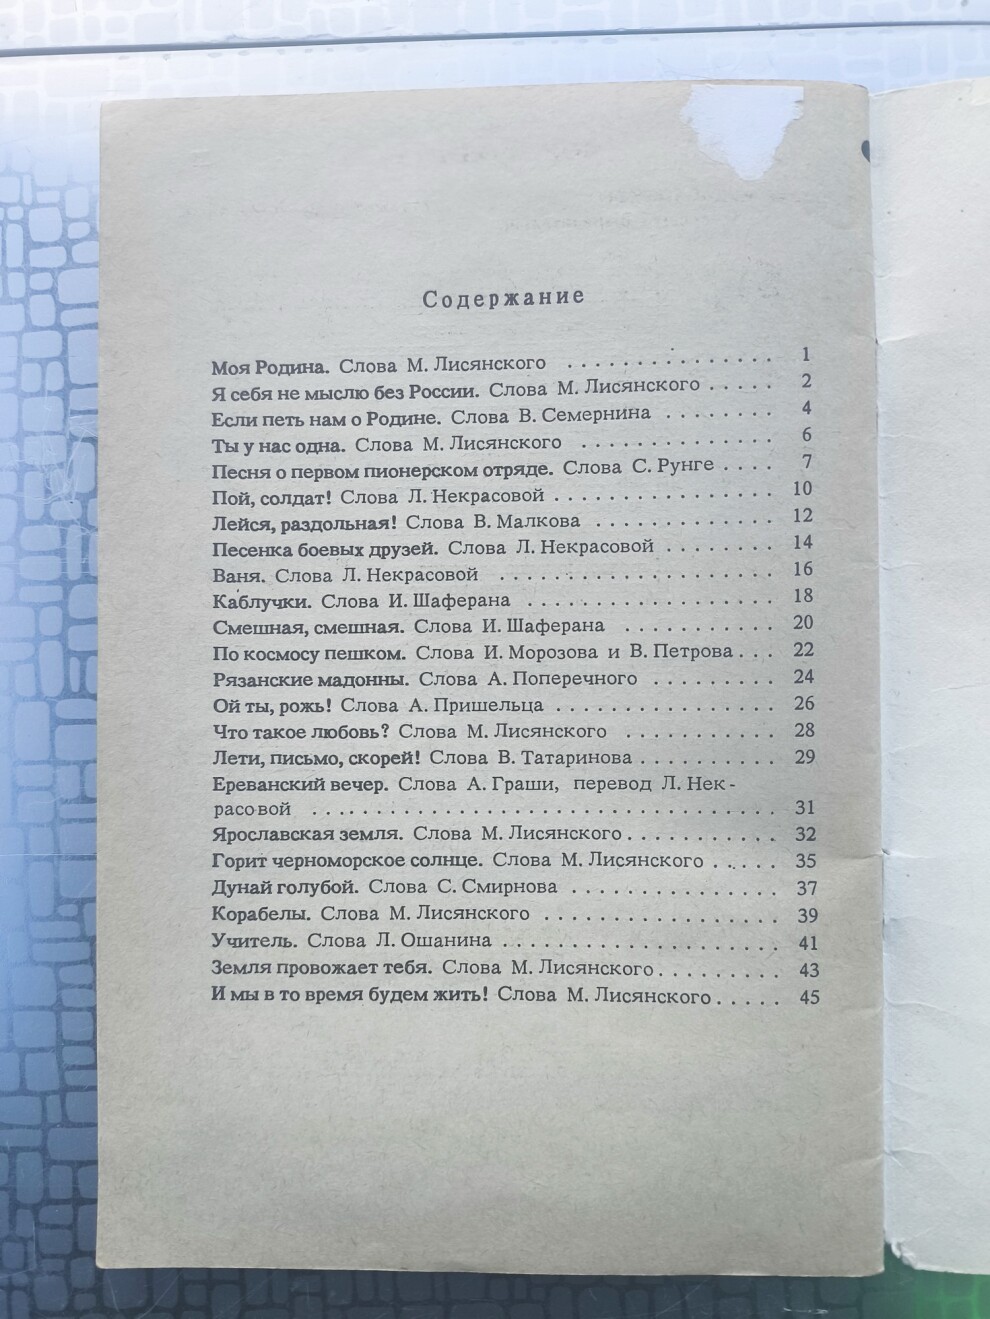 Содержание
Моя Родина. Слова М. Лисянского . . . . . . . . . . . . . . . 1
Я себя не мыслю без России. Слова М. Лисянского . . . . . 2
Если петь нам о Родине. Слова В. Семернина . . . . . . . . 4
Ты у нас одна. Слова М. Лисянского . . . . . . . . . . . . . . 6
Песня о первом пионерском отряде. Слова С. Рунге . . . . 7
Пой, солдат! Слова Л. Некрасовой . . . . . . . . . . . . . . . . 10
Лейся, раздольная! Слова В. Малкова . . . . . . . . . . . . . 12
Песенка боевых друзей. Слова Л. Некрасовой . . . . . . . . 14
Ваня. Слова Л. Некрасовой . . . . . . . . . . . . . . . . . . . . 16
Каблучки. Слова И. Шаферана . . . . . . . . . . . . . . . . . . 18
Смешная, смешная. Слова И. Шаферана . . . . . . . . . . . 20
По космосу пешком. Слова И. Морозова и В. Петрова . . . 22
Рязанские мадонны. Слова А. Поперечного . . . . . . . . . 24
Ой ты, рожь! Слова А. Пришельца . . . . . . . . . . . . . . . . 26
Что такое любовь? Слова М. Лисянского . . . . . . . . . . . 28
Лети, письмо, скорей! Слова В. Татаринова . . . . . . . . . . 29
Ереванский вечер. Слова А. Граши, перевод Л. Нек-
расовой . . . . . . . . . . . . . . . . . . . . . . . . . . . . . . . . . 31
Ярославская земля. Слова М. Лисянского . . . . . . . . . . . 32
Горит черноморское солнце. Слова М. Лисянского . . . . . 35
Дунай голубой. Слова С. Смирнова . . . . . . . . . . . . . . . 37
Корабелы. Слова М. Лисянского . . . . . . . . . . . . . . . . . 39
Учитель. Слова Л. Ошанина . . . . . . . . . . . . . . . . . . . . 41
Земля провожает тебя. Слова М. Лисянского . . . . . . . . . 43
И мы в то время будем жить! Слова М. Лисянского . . . . . 45